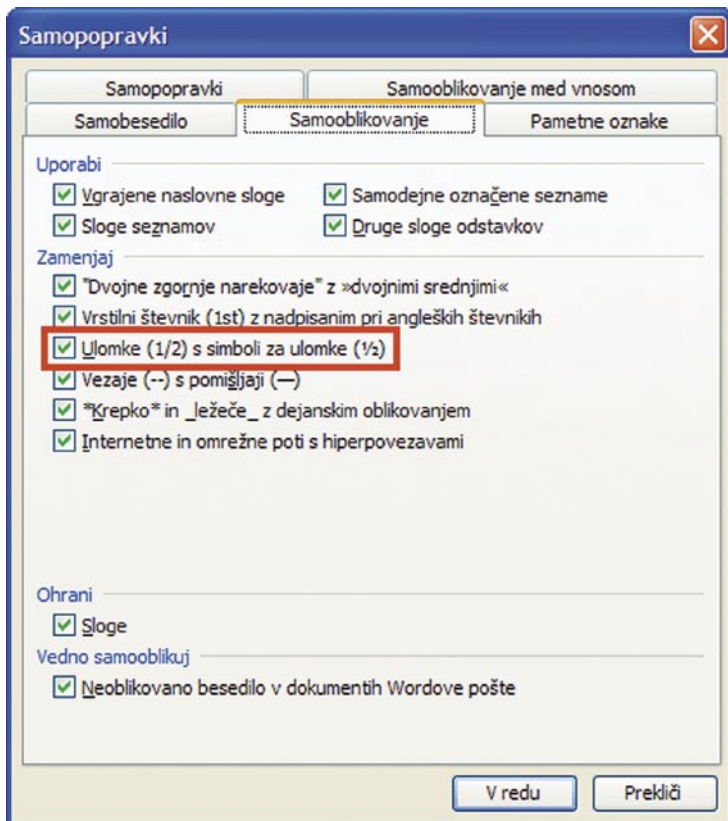 Samopopravki
Samopopravki Samooblikovanje med vnosom
Samobesedilo Samooblikovanje Pametne oznake
Uporabi
Vgrajene naslovne sloge Samodejne označene sezname
Sloge seznamov Druge sloge odstavkov
Zamenjaj
"Dvojne zgornje narekovaje" z »dvojnimi srednjimi«
Vrstilni števnik (1st) z nadpisanim pri angleških števnikih
Ulomke (1/2) s simboli za ulomke (½)
Vezaje (--) s pomišljaji (—)
*Krepko* in _ležeče_ z dejanskim oblikovanjem
Internetne in omrežne poti s hiperpovezavami
Ohrani
Sloge
Vedno samooblikuj
Neoblikovano besedilo v dokumentih Wordove pošte
V redu Prekliči